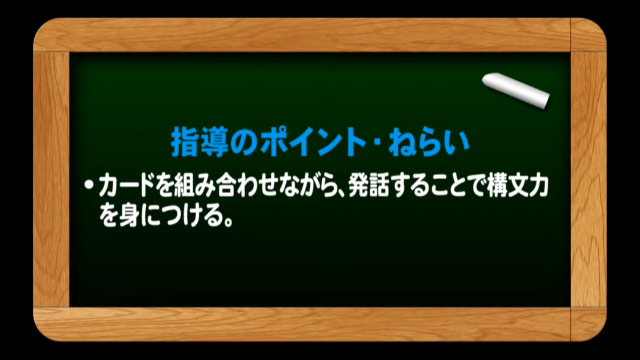 指導のポイント・ねらい
•カードを組み合わせながら、発話することで構文力
を身につける。